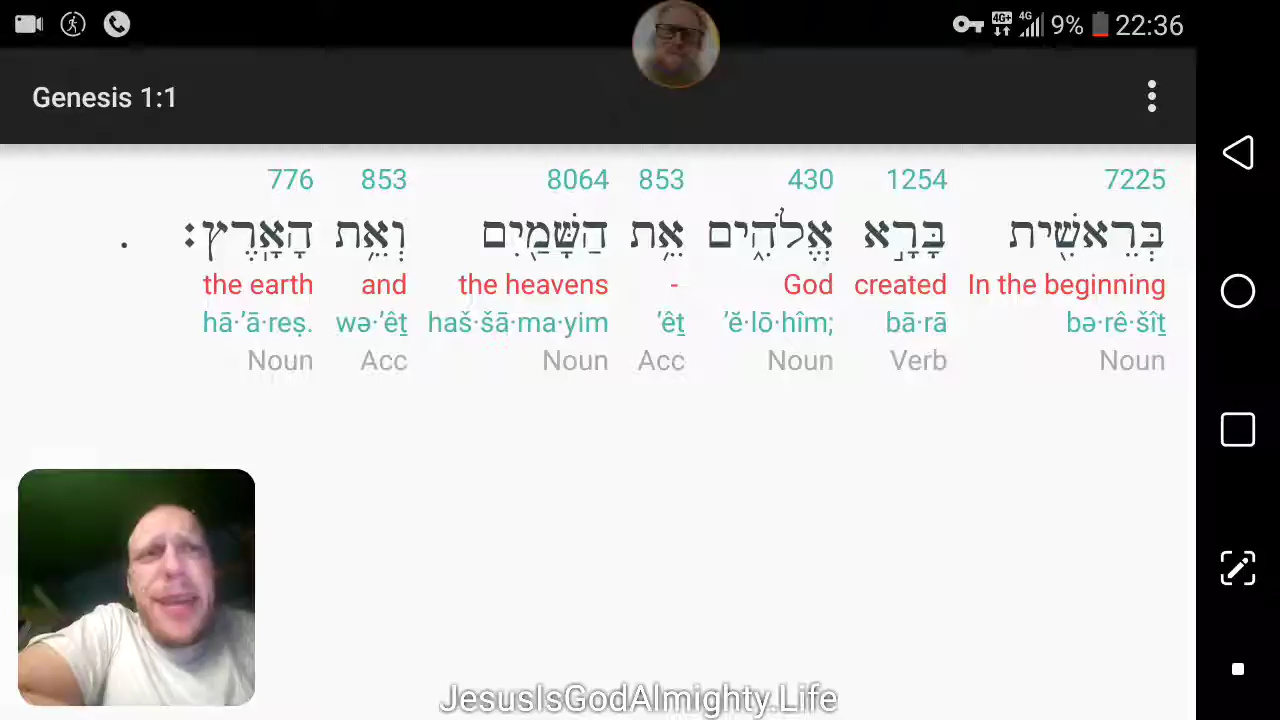 4G+ 4G 9% 22:36
Genesis 1:1
7225 1254 430 853 8064 853 776
בְּרֵאשִׁ֖ית בָּרָ֣א אֱלֹהִ֑ים אֵ֥ת הַשָּׁמַ֖יִם וְאֵ֥ת הָאָֽרֶץ׃ .
In the beginning created God - the heavens and the earth
bə·rê·šîṯ bā·rā ’ĕ·lō·hîm; ’êṯ haš·šā·ma·yim wə·’êṯ hā·’ā·reṣ.
Noun Verb Noun Acc Noun Acc Noun
JesusIsGodAlmighty.Life